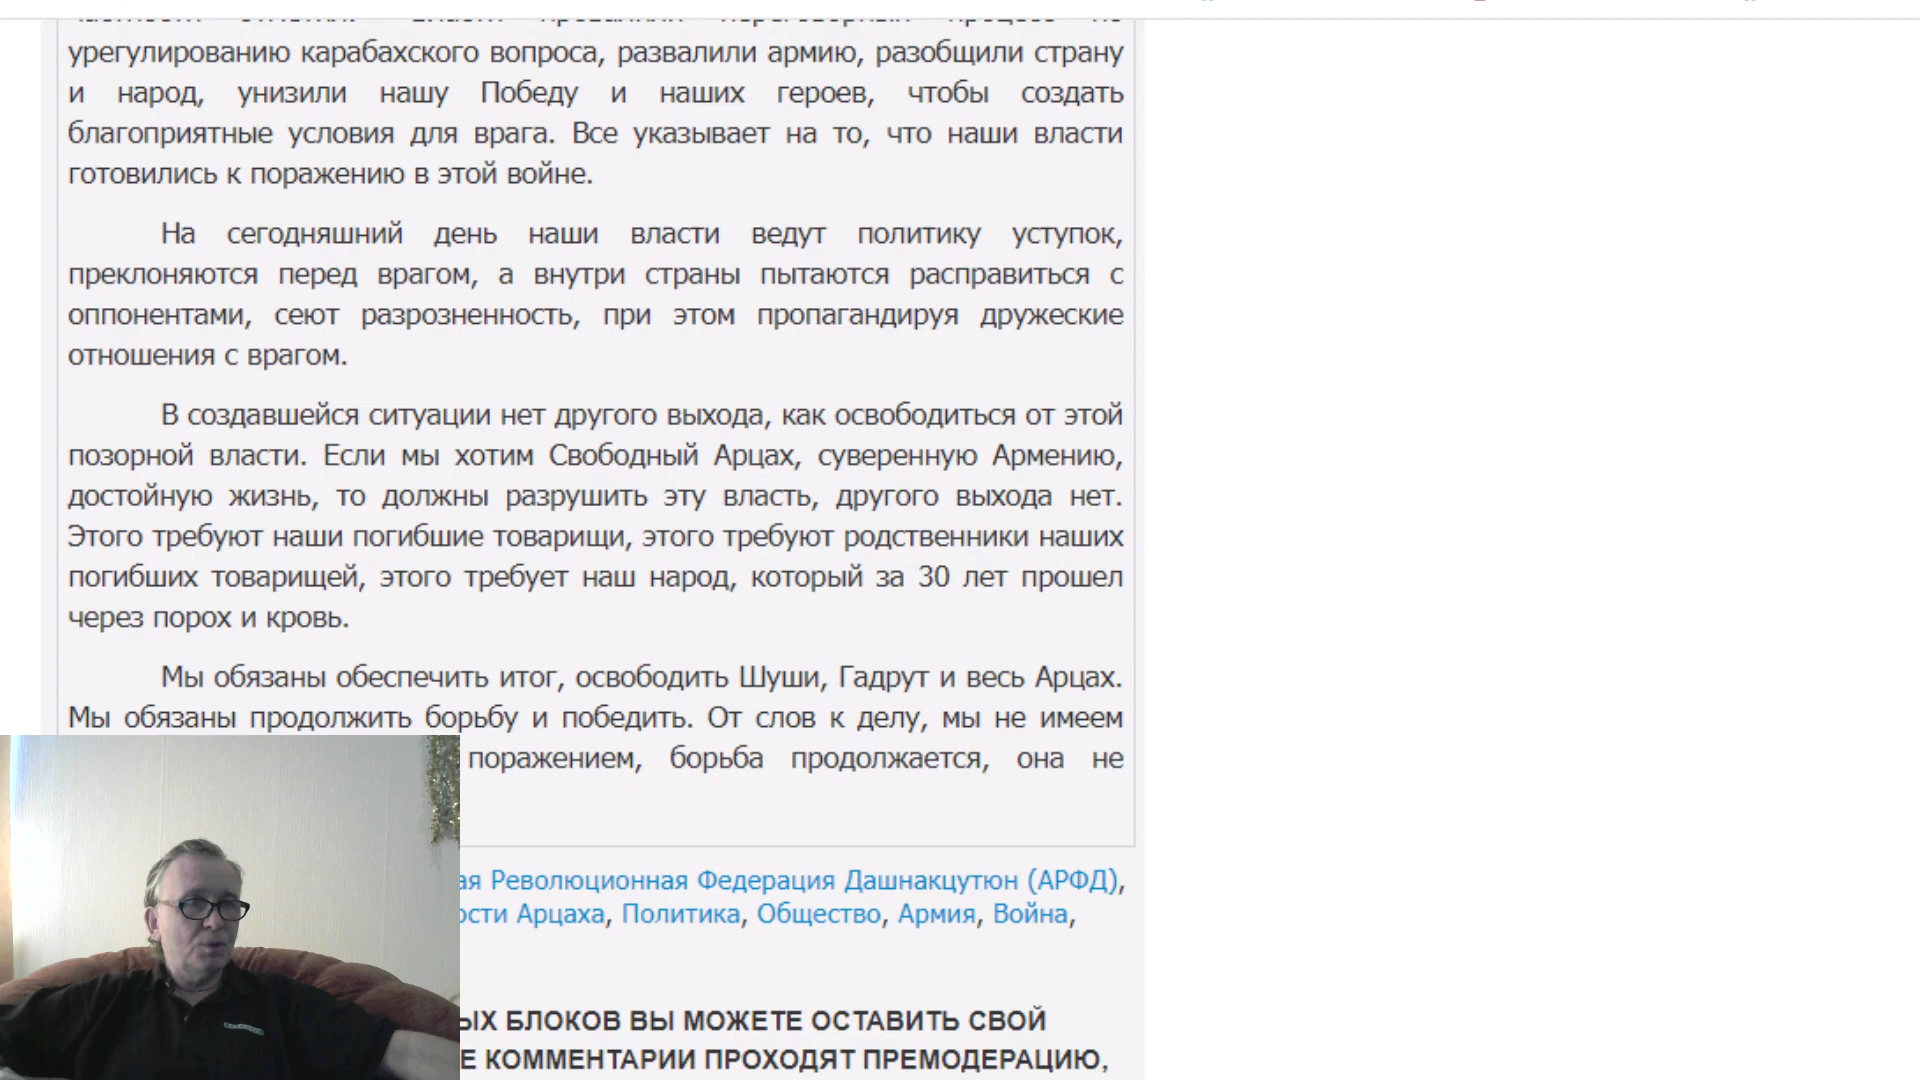 урегулированию карабахского вопроса, развалили армию, разобщили страну
и народ, унизили нашу Победу и наших героев, чтобы создать
благоприятные условия для врага. Все указывает на то, что наши власти
готовились к поражению в этой войне.
На сегодняшний день наши власти ведут политику уступок,
преклоняются перед врагом, а внутри страны пытаются расправиться с
оппонентами, сеют разрозненность, при этом пропагандируя дружеские
отношения с врагом.
В создавшейся ситуации нет другого выхода, как освободиться от этой
позорной власти. Если мы хотим Свободный Арцах, суверенную Армению,
достойную жизнь, то должны разрушить эту власть, другого выхода нет.
Этого требуют наши погибшие товарищи, этого требуют родственники наших
погибших товарищей, этого требует наш народ, который за 30 лет прошел
через порох и кровь.
Мы обязаны обеспечить итог, освободить Шуши, Гадрут и весь Арцах.
Мы обязаны продолжить борьбу и победить. От слов к делу, мы не имеем
поражением, борьба продолжается, она не
ая Революционная Федерация Дашнакцутюн (АРФД),
ости Арцаха, Политика, Общество, Армия, Война,
ЫХ БЛОКОВ ВЫ МОЖЕТЕ ОСТАВИТЬ СВОЙ
Е КОММЕНТАРИИ ПРОХОДЯТ ПРЕМОДЕРАЦИЮ,